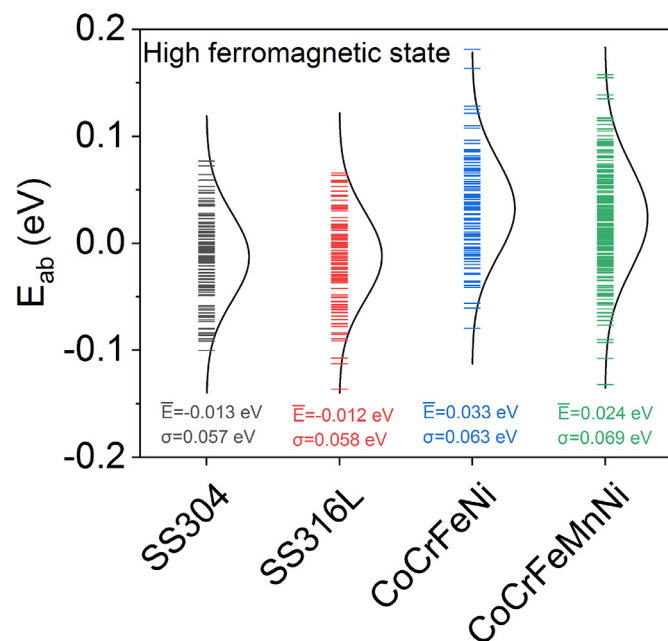 High ferromagnetic state
E_ab (eV)
0.2
0.1
0.0
-0.1
-0.2
E̅=-0.013 eV
σ=0.057 eV
E̅=-0.012 eV
σ=0.058 eV
E̅=0.033 eV
σ=0.063 eV
E̅=0.024 eV
σ=0.069 eV
SS304
SS316L
CoCrFeNi
CoCrFeMnNi